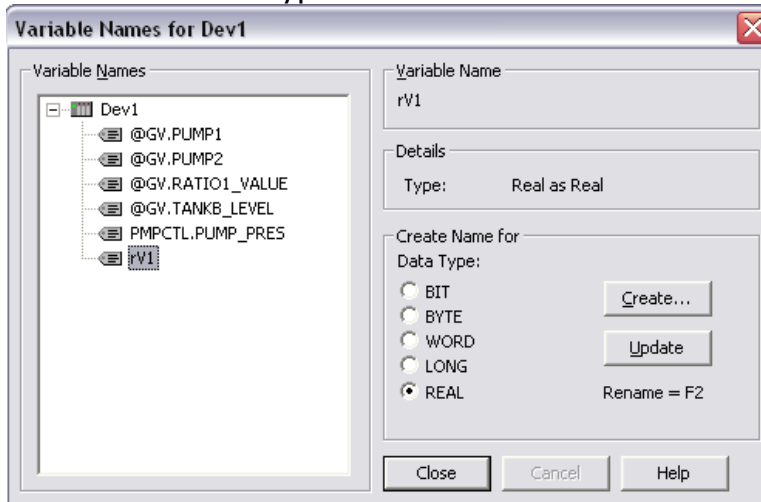 Variable Names for Dev1
Variable Names
Dev1
@GV.PUMP1
@GV.PUMP2
@GV.RATIO1_VALUE
@GV.TANKB_LEVEL
PMPCTL.PUMP_PRES
rV1
Variable Name
rV1
Details
Type: Real as Real
Create Name for
Data Type:
BIT
BYTE
WORD
LONG
REAL
Create...
Update
Rename = F2
Close
Cancel
Help